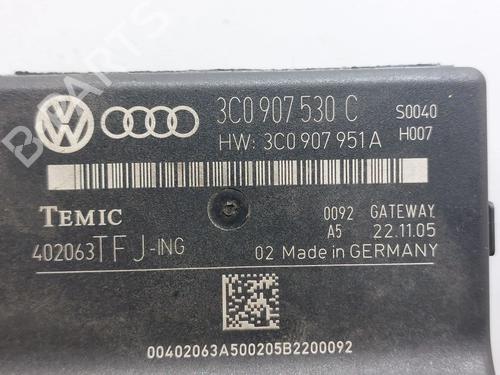 3C0 907 530 C
S0040
HW: 3C0 907 951 A
H007
TEMIC
0092 GATEWAY
402063TFJ-ING
A5 22.11.05
02 Made in GERMANY
00402063A500205B2200092